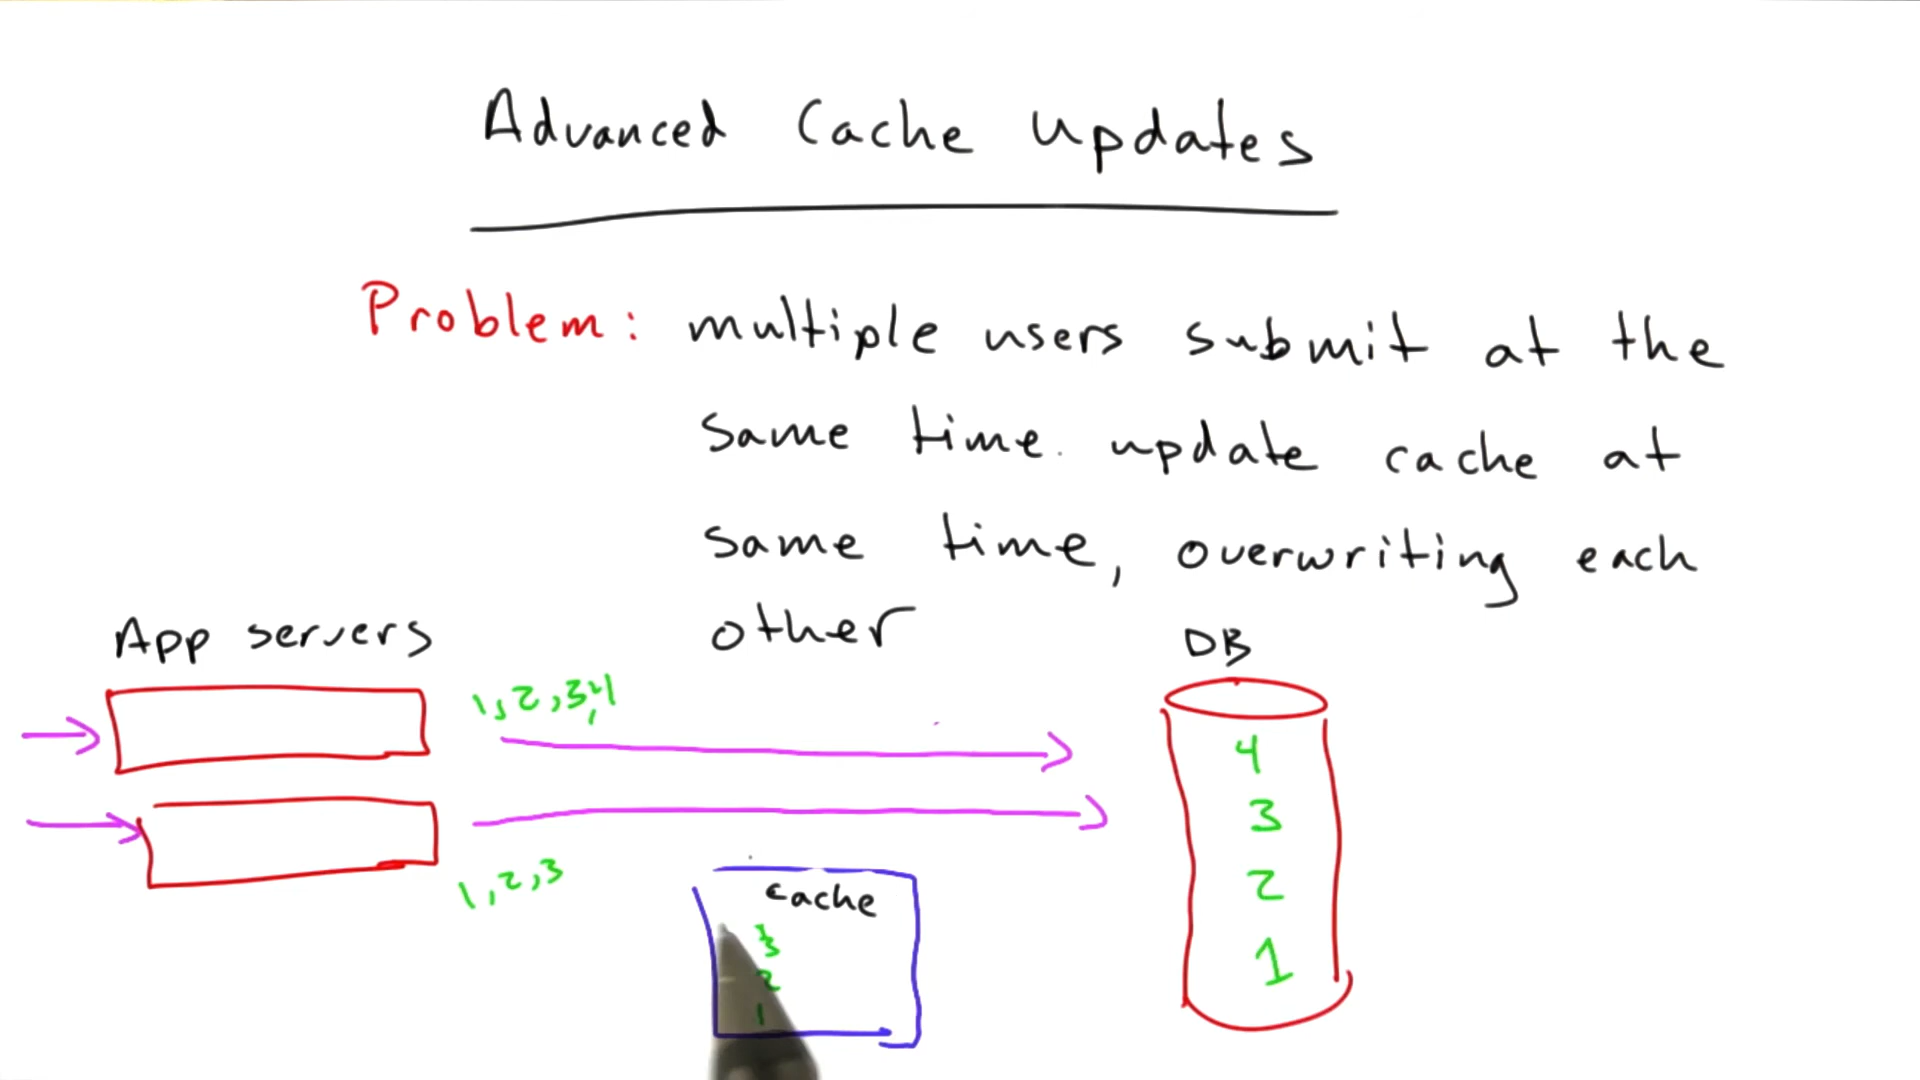 Advanced Cache Updates
Problem: multiple users submit at the
same time. update cache at
same time, overwriting each
other
App servers
DB
1,2,3,4
4
3
1,2,3
2
cache
3
2
1
1